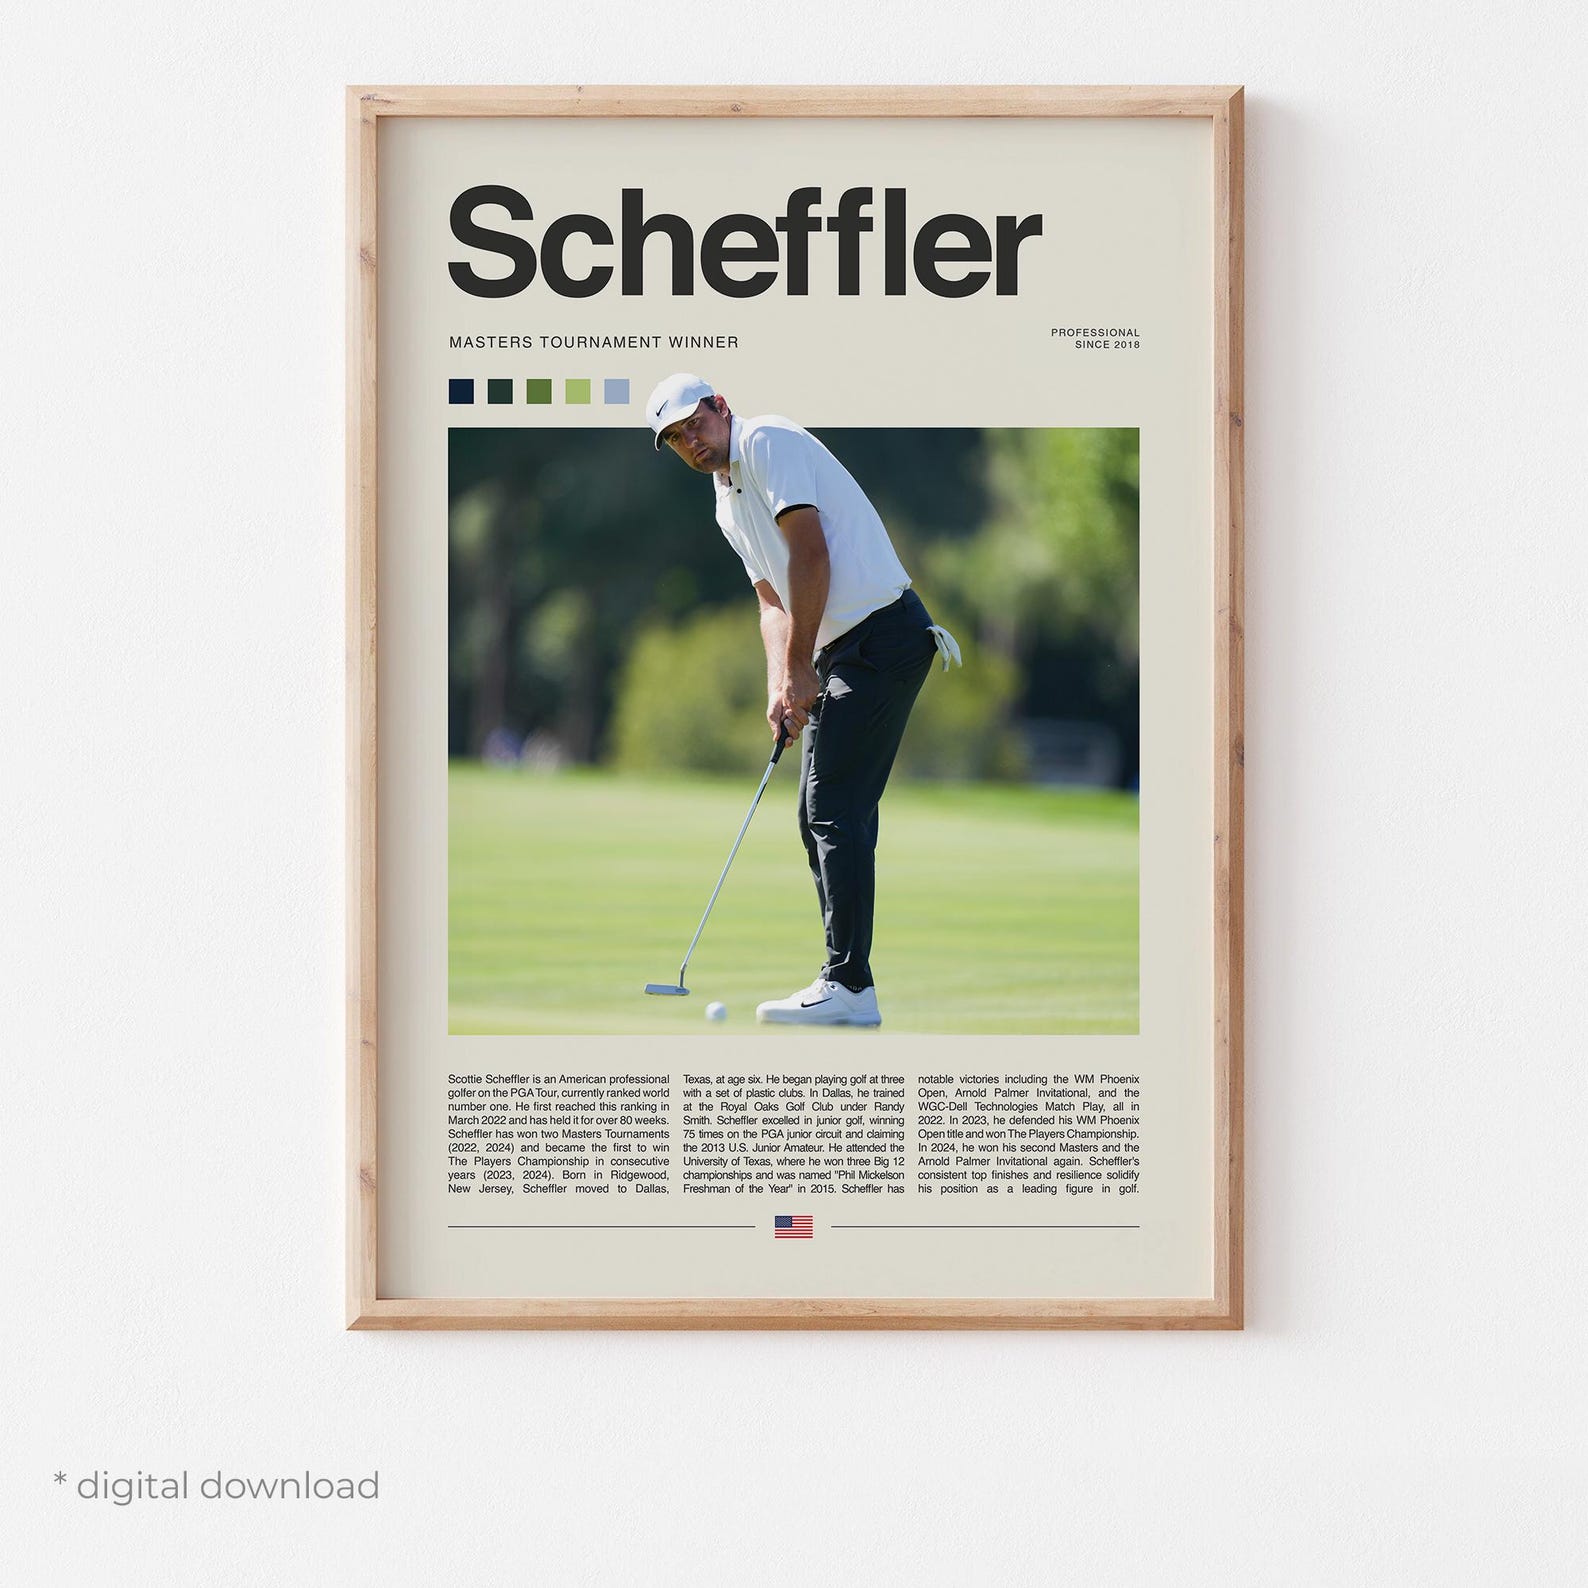 Scheffler
MASTERS TOURNAMENT WINNER
PROFESSIONAL
SINCE 2018
Scottie Scheffler is an American professional
golfer on the PGA Tour, currently ranked world
number one. He first reached this ranking in
March 2022 and has held it for over 80 weeks.
Scheffler has won two Masters Tournaments
(2022, 2024) and became the first to win
The Players Championship in consecutive
years (2023, 2024). Born in Ridgewood,
New Jersey, Scheffler moved to Dallas,
Texas, at age six. He began playing golf at three
with a set of plastic clubs. In Dallas, he trained
at the Royal Oaks Golf Club under Randy
Smith. Scheffler excelled in junior golf, winning
75 times on the PGA junior circuit and claiming
the 2013 U.S. Junior Amateur. He attended the
University of Texas, where he won three Big 12
championships and was named "Phil Mickelson
Freshman of the Year" in 2015. Scheffler has
notable victories including the WM Phoenix
Open, Arnold Palmer Invitational, and the
WGC-Dell Technologies Match Play, all in
2022. In 2023, he defended his WM Phoenix
Open title and won The Players Championship.
In 2024, he won his second Masters and the
Arnold Palmer Invitational again. Scheffler's
consistent top finishes and resilience solidify
his position as a leading figure in golf.
* digital download